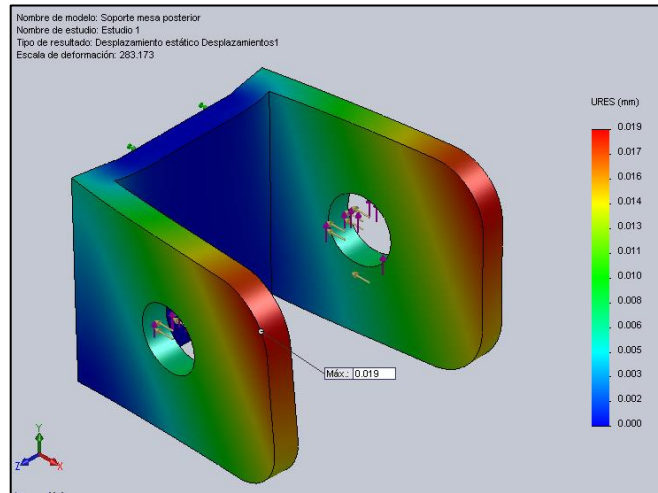 Nombre de modelo: Soporte mesa posterior
Nombre de estudio: Estudio 1
Tipo de resultado: Desplazamiento estático Desplazamientos1
Escala de deformación: 283.173
URES (mm)
0.019
0.017
0.016
0.014
0.013
0.011
0.009
0.008
0.006
0.005
0.003
0.002
0.000
Máx.: 0.019
Y
Z
X